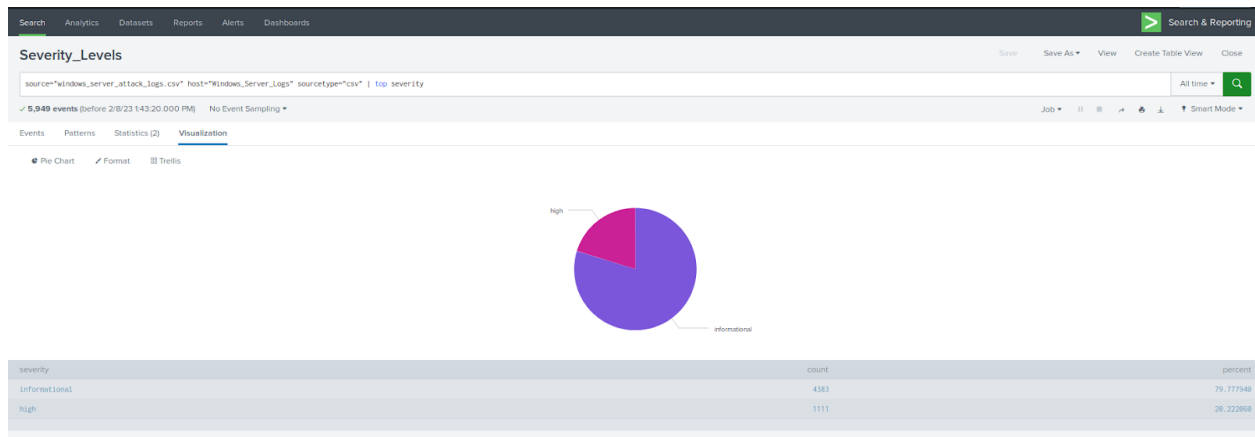 Search Analytics Datasets Reports Alerts Dashboards Search & Reporting
Severity_Levels Save Save As View Create Table View Close
source="windows_server_attack_logs.csv" host="Windows_Server_Logs" sourcetype="csv" | top severity All time
5,949 events (before 2/8/23 1:43:20.000 PM) No Event Sampling Job Smart Mode
Events Patterns Statistics (2) Visualization
Pie Chart Format Trellis
high
informational
severity count percent
informational 4383 79.777940
high 1111 20.222060